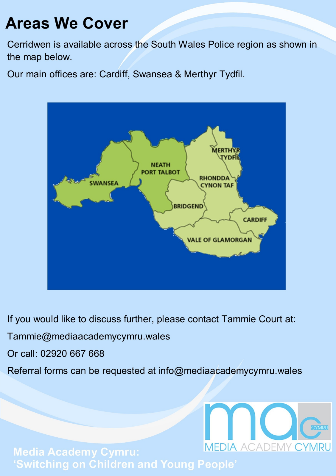 Areas We Cover
Cerridwen is available across the South Wales Police region as shown in
the map below.
Our main offices are: Cardiff, Swansea & Merthyr Tydfil.
MERTHYR
TYDFIL
NEATH
PORT TALBOT
RHONDDA
CYNON TAF
SWANSEA
BRIDGEND
CARDIFF
VALE OF GLAMORGAN
If you would like to discuss further, please contact Tammie Court at:
Tammie@mediaacademycymru.wales
Or call: 02920 667 668
Referral forms can be requested at info@mediaacademycymru.wales
mac
MEDIA ACADEMY CYMRU
Media Academy Cymru:
'Switching on Children and Young People'